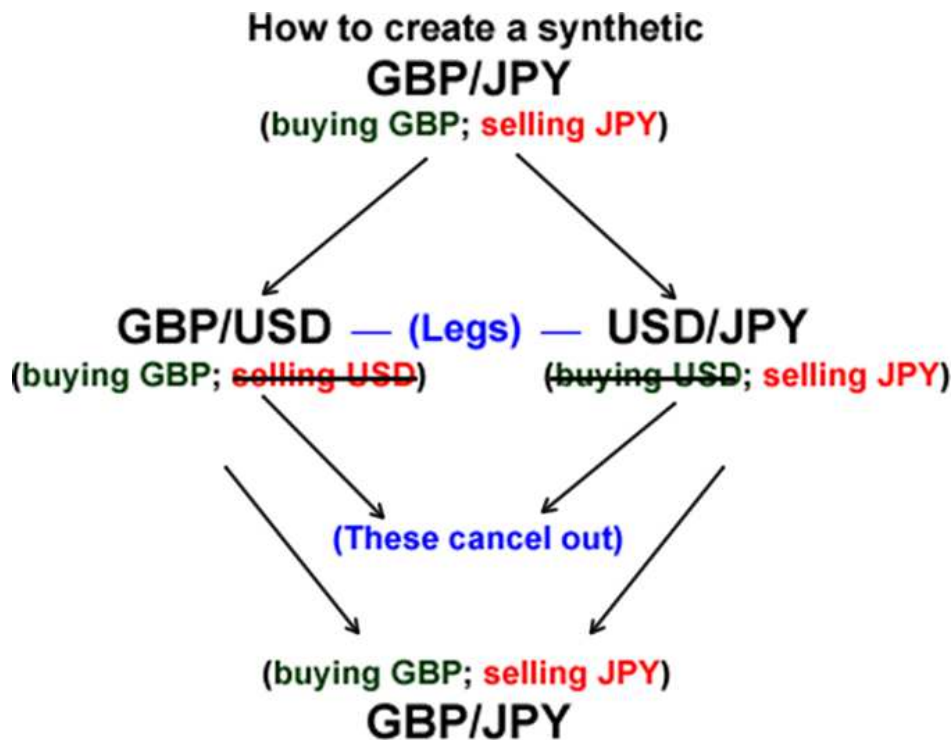 How to create a synthetic
GBP/JPY
(buying GBP; selling JPY)
GBP/USD — (Legs) — USD/JPY
(buying GBP; selling USD) (buying USD; selling JPY)
(These cancel out)
(buying GBP; selling JPY)
GBP/JPY